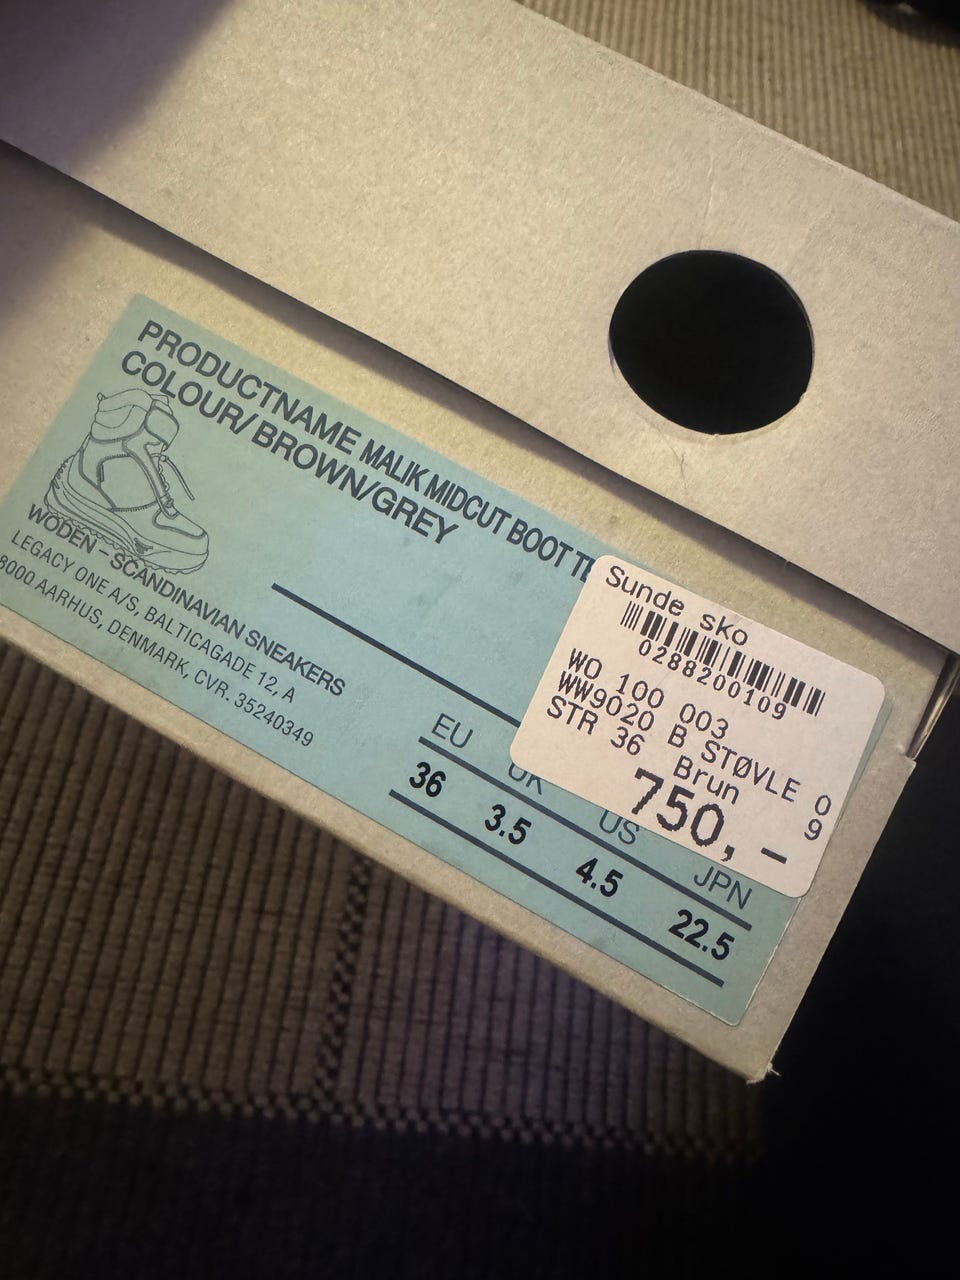 PRODUCTNAME MALIK MIDCUT BOOT
COLOUR/ BROWN/GREY
WODEN – SCANDINAVIAN SNEAKERS
LEGACY ONE A/S, BALTICAGADE 12, A
8000 AARHUS, DENMARK, CVR. 35240349
Sunde sko
0288200109
WO 100 003
WW9020 B STØVLE 0
STR 36 Brun 9
750,-
EU UK US JPN
36 3.5 4.5 22.5